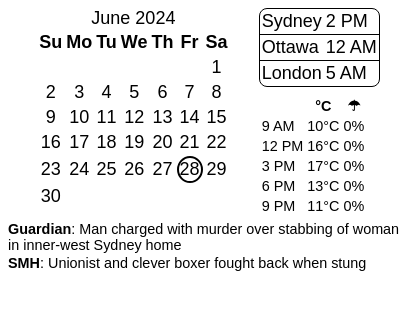 June 2024
Su Mo Tu We Th Fr Sa
1
2 3 4 5 6 7 8
9 10 11 12 13 14 15
16 17 18 19 20 21 22
23 24 25 26 27 28 29
30
Sydney 2 PM
Ottawa 12 AM
London 5 AM
°C ☂
9 AM 10°C 0%
12 PM 16°C 0%
3 PM 17°C 0%
6 PM 13°C 0%
9 PM 11°C 0%
Guardian: Man charged with murder over stabbing of woman
in inner-west Sydney home
SMH: Unionist and clever boxer fought back when stung